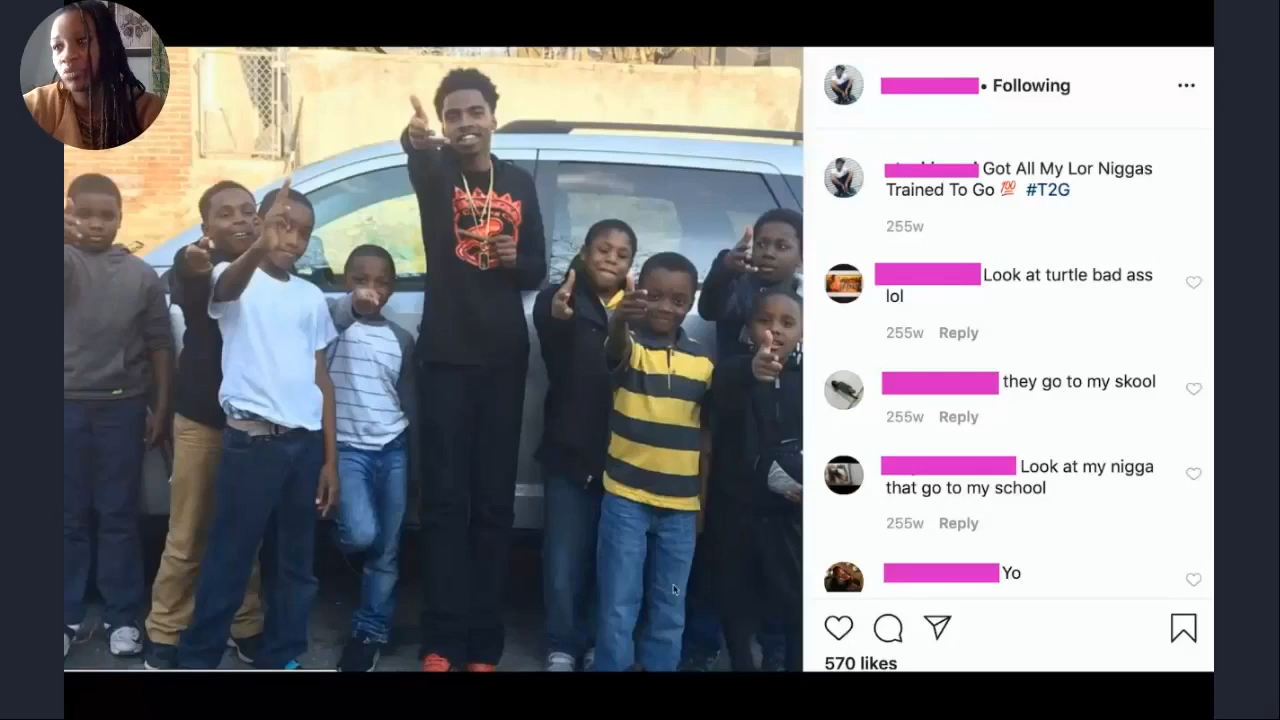 • Following
Got All My Lor Niggas
Trained To Go 💯 #T2G
255w
Look at turtle bad ass
lol
255w Reply
they go to my skool
255w Reply
Look at my nigga
that go to my school
255w Reply
Yo
570 likes